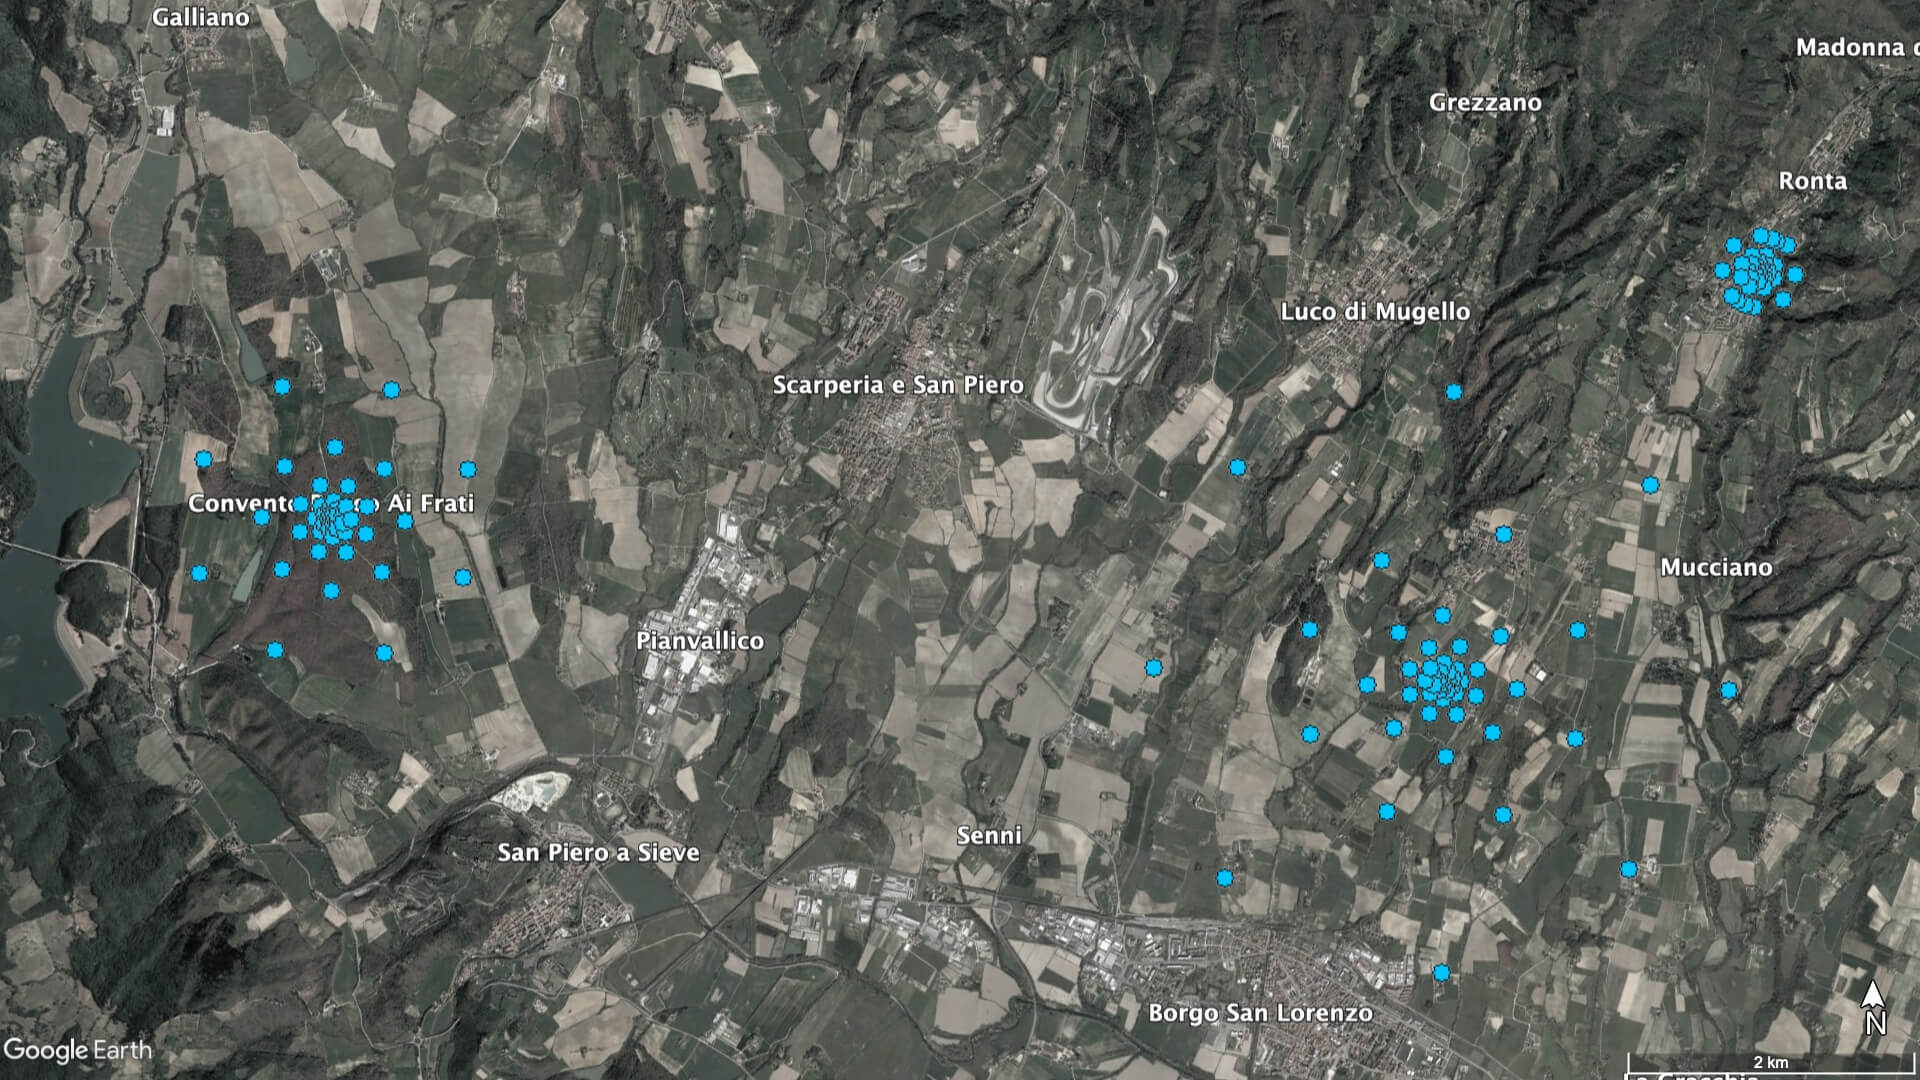 Galliano
Madonna d
Grezzano
Ronta
Luco di Mugello
Scarperia e San Piero
Convento
Ai Frati
Mucciano
Pianvallico
Senni
San Piero a Sieve
Borgo San Lorenzo
N
Google Earth
2 km